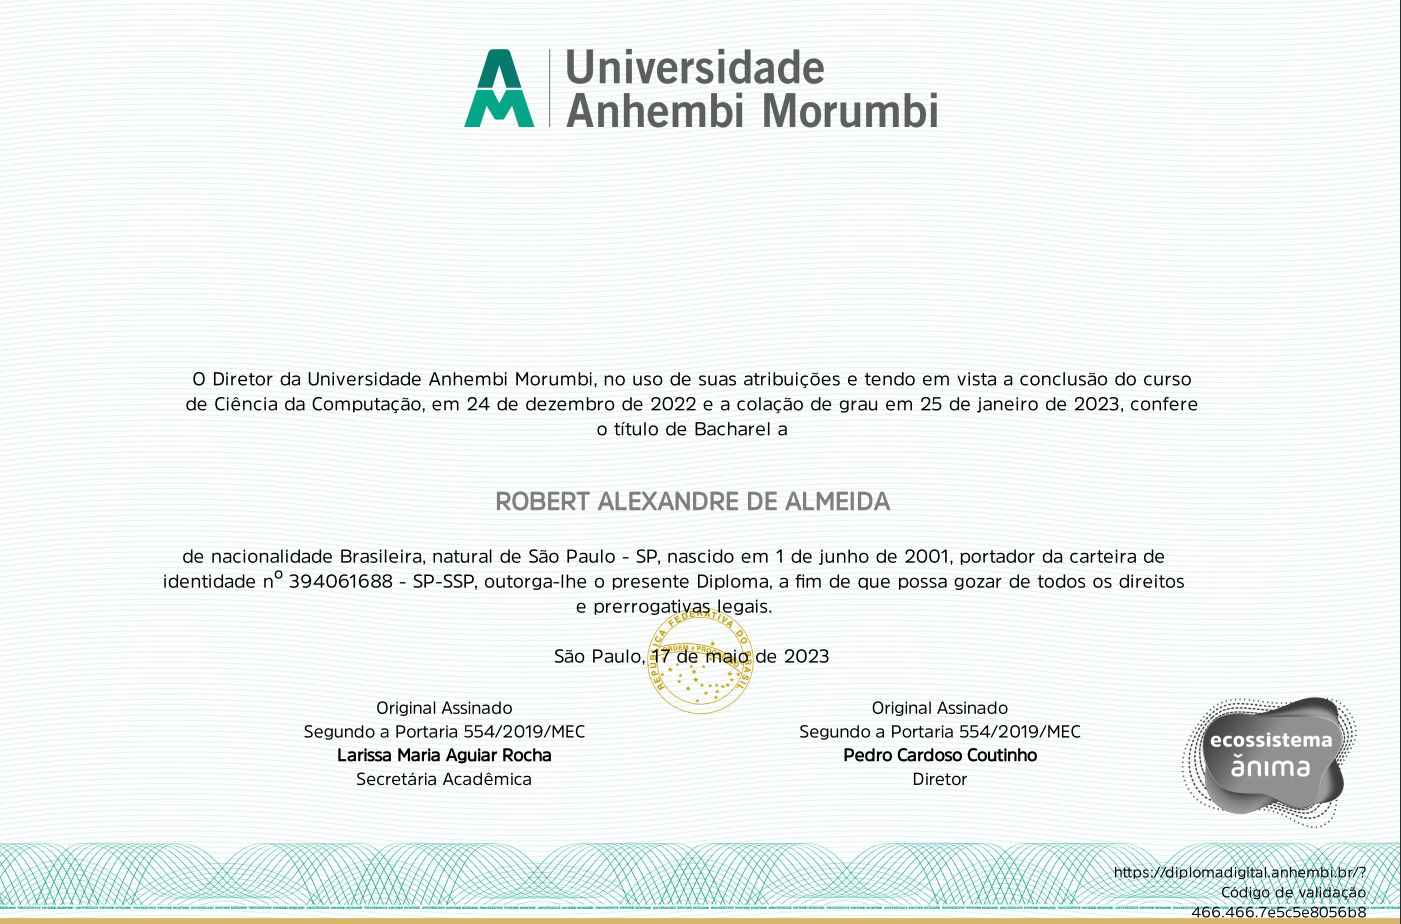 Universidade
Anhembi Morumbi
O Diretor da Universidade Anhembi Morumbi, no uso de suas atribuições e tendo em vista a conclusão do curso
de Ciência da Computação, em 24 de dezembro de 2022 e a colação de grau em 25 de janeiro de 2023, confere
o título de Bacharel a
ROBERT ALEXANDRE DE ALMEIDA
de nacionalidade Brasileira, natural de São Paulo - SP, nascido em 1 de junho de 2001, portador da carteira de
identidade nº 394061688 - SP-SSP, outorga-lhe o presente Diploma, a fim de que possa gozar de todos os direitos
e prerrogativas legais.
REPÚBLICA FEDERATIVA DO BRASIL
ORDEM E PROGRESSO
São Paulo, 17 de maio de 2023
Original Assinado
Segundo a Portaria 554/2019/MEC
Larissa Maria Aguiar Rocha
Secretária Acadêmica
Original Assinado
Segundo a Portaria 554/2019/MEC
Pedro Cardoso Coutinho
Diretor
ecossistema
ănıma
https://diplomadigital.anhembi.br/?
Código de validação
466.466.7e5c5e8056b8